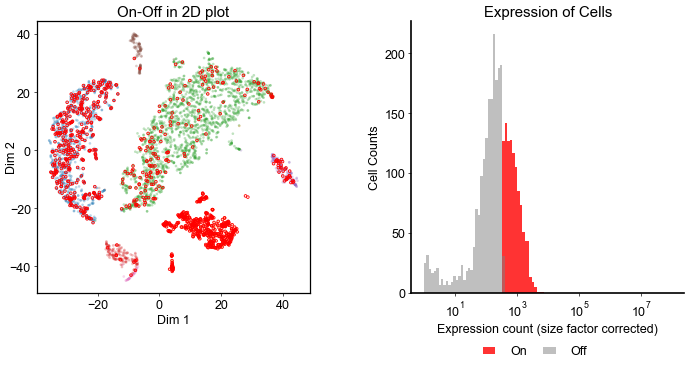 On-Off in 2D plot
Dim 2
40
20
0
−20
−40
−20
0
20
40
Dim 1
Expression of Cells
Cell Counts
200
150
100
50
0
10^1
10^3
10^5
10^7
Expression count (size factor corrected)
On
Off